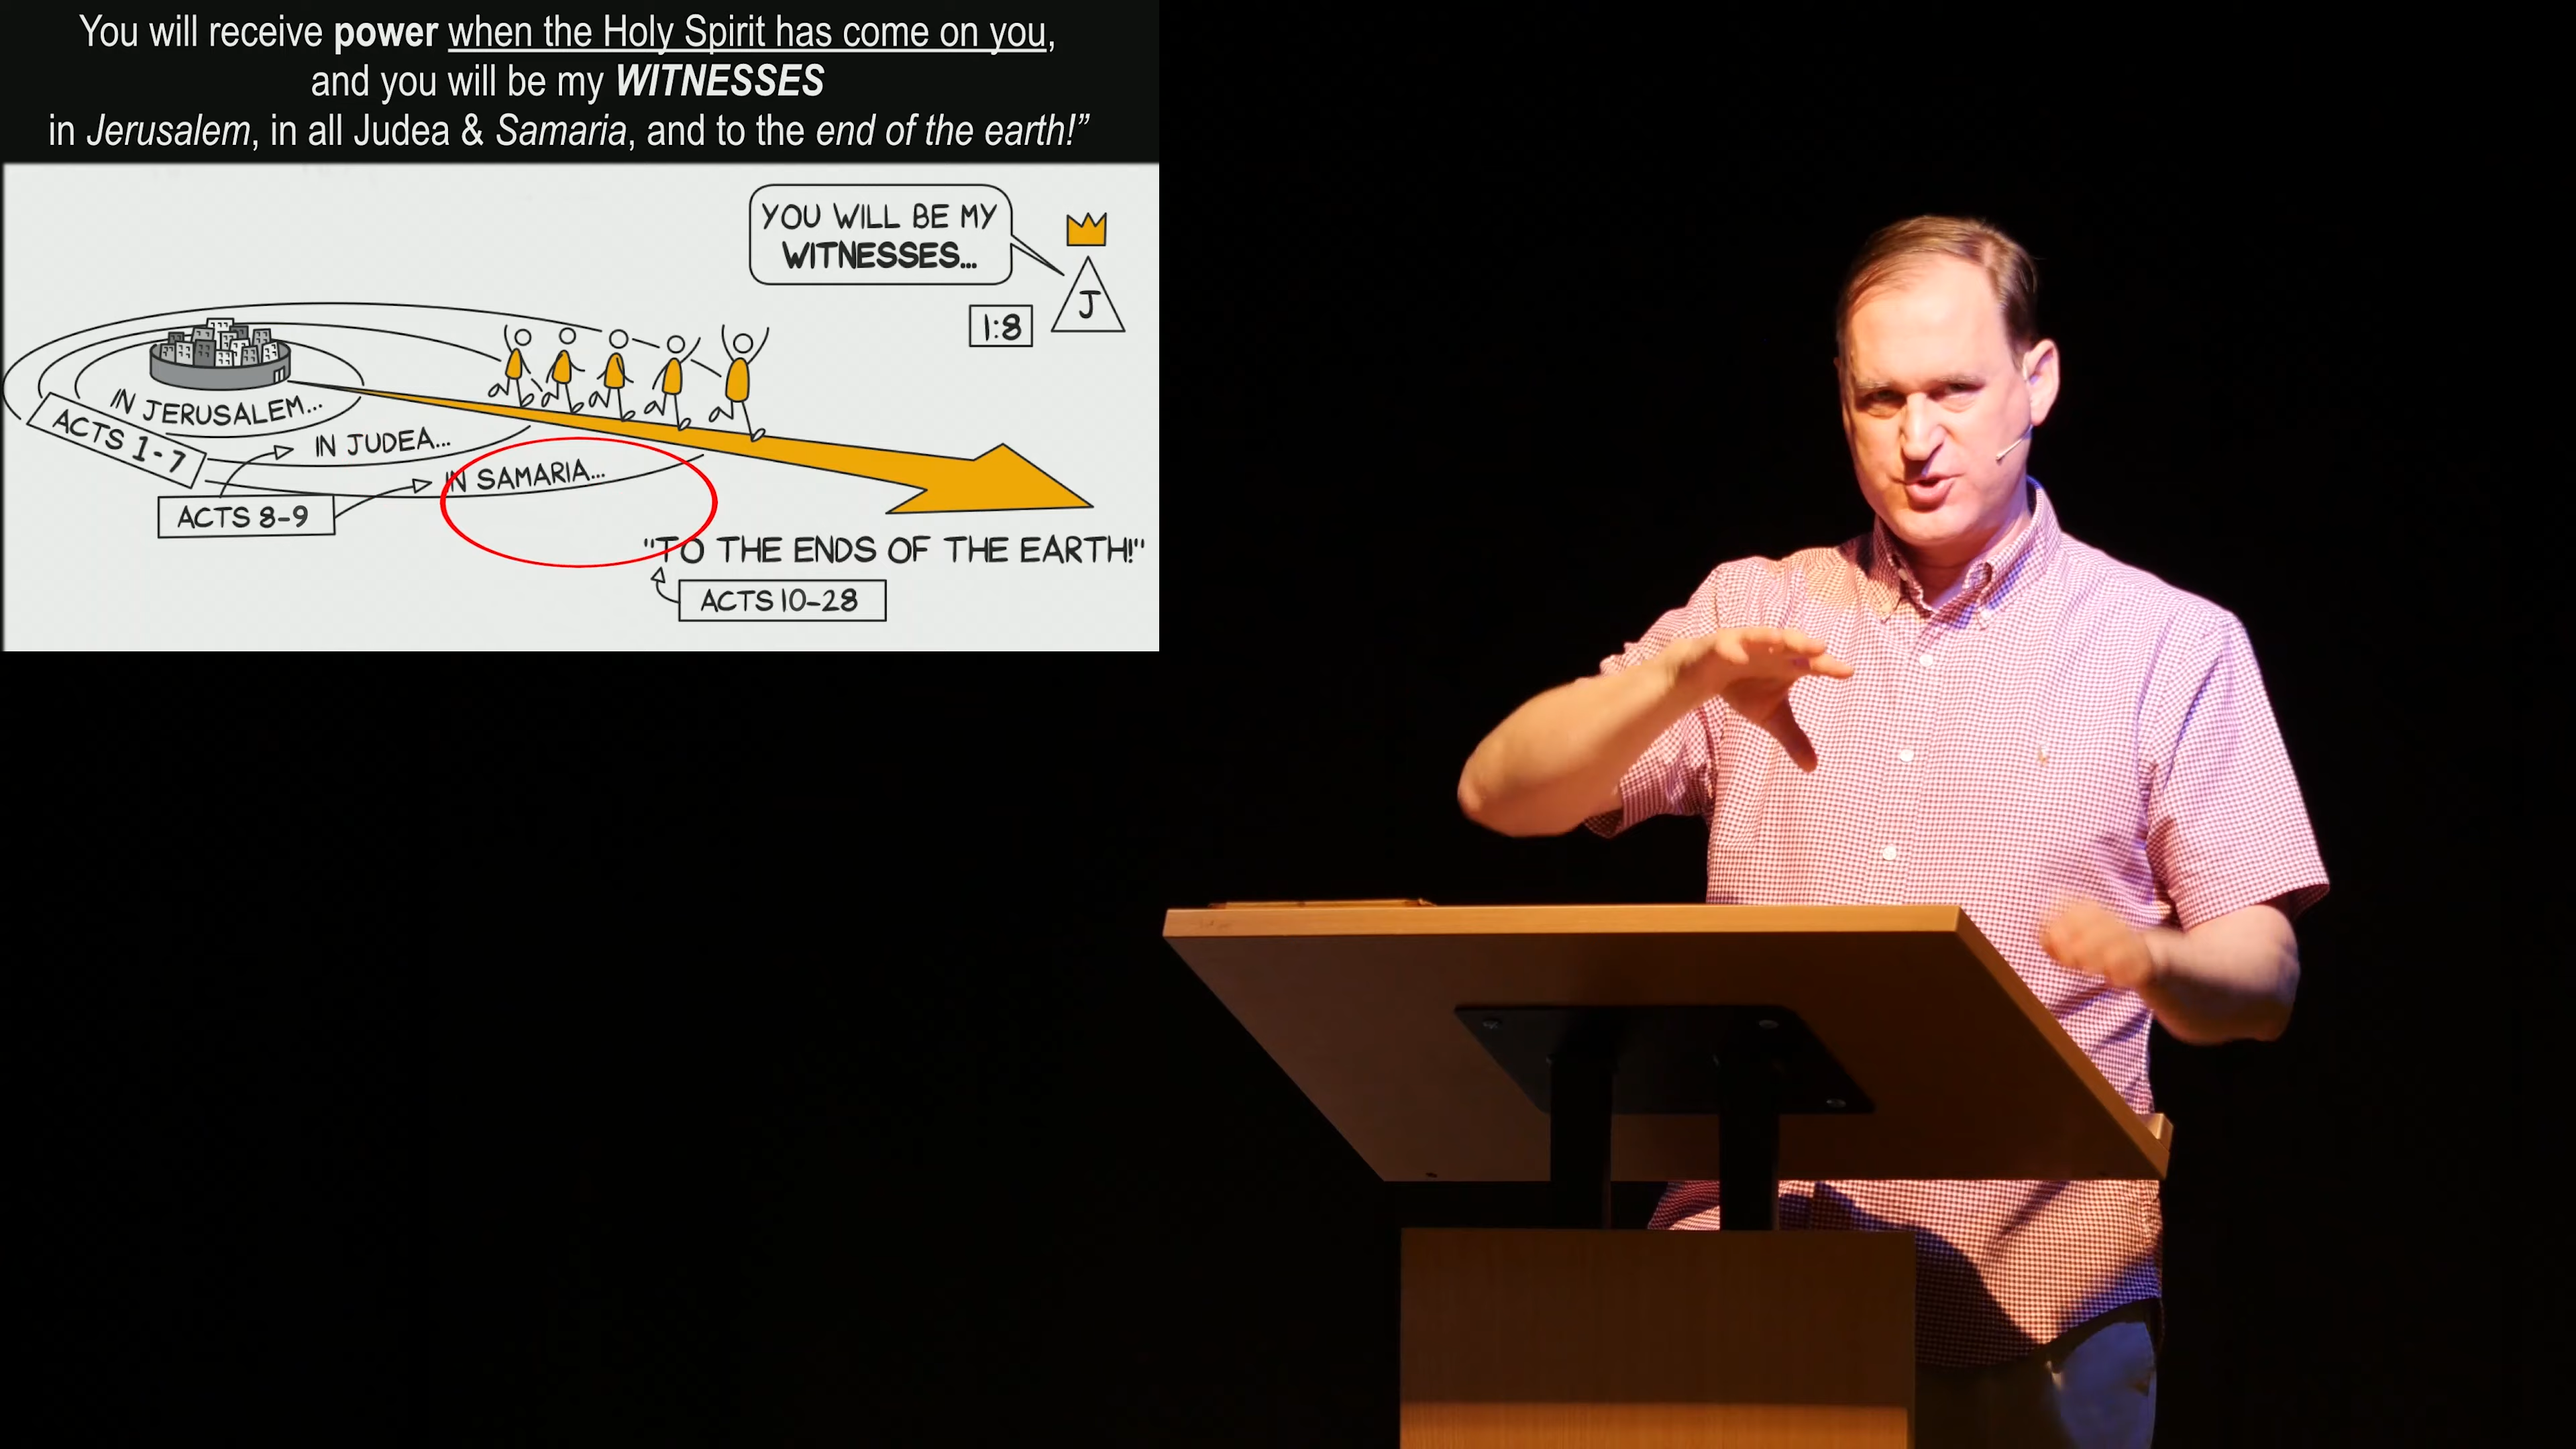 You will receive power when the Holy Spirit has come on you,
and you will be my WITNESSES
in Jerusalem, in all Judea & Samaria, and to the end of the earth!”
YOU WILL BE MY
WITNESSES...
J
1:8
IN JERUSALEM...
ACTS 1-7
IN JUDEA...
IN SAMARIA...
ACTS 8-9
"TO THE ENDS OF THE EARTH!"
ACTS 10-28